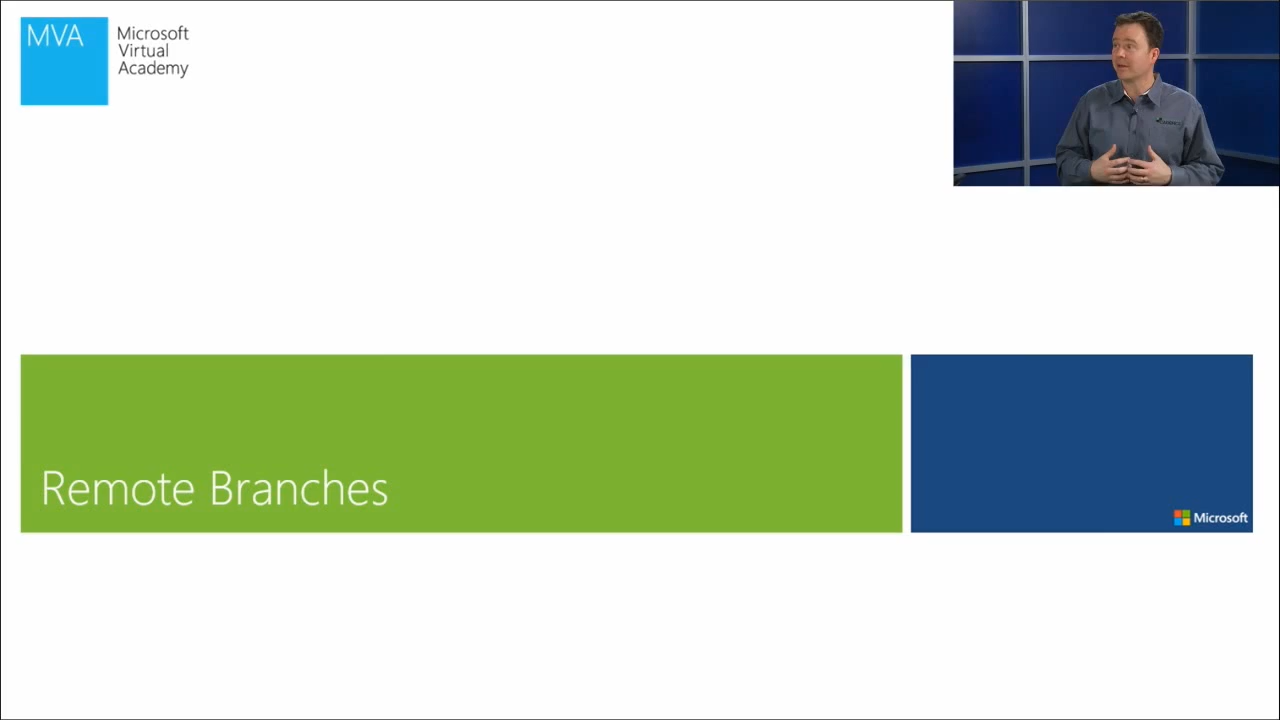 MVA
Microsoft
Virtual
Academy
Remote Branches
Microsoft